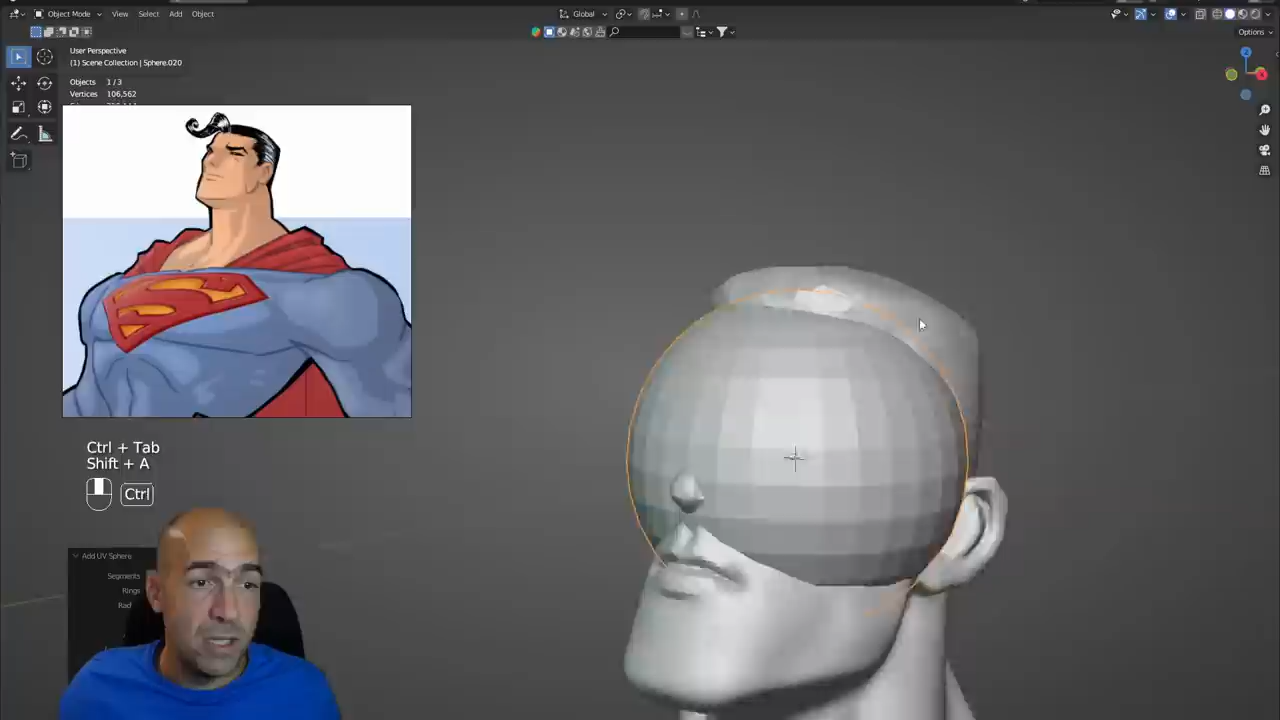 Object Mode
View
Select
Add
Object
Global
Options
User Perspective
(1) Scene Collection | Sphere.020
Objects 1 / 3
Vertices 106,562
Z
X
S
Ctrl + Tab
Shift + A
Ctrl
Add UV Sphere
Segments
Rings
Rad